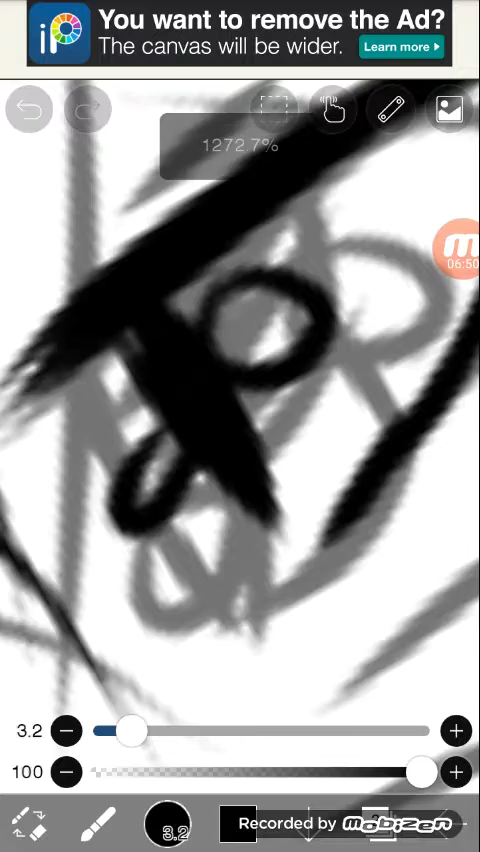 iP
You want to remove the Ad?
The canvas will be wider.
Learn more
1272.7%
06:50
3.2
100
3.2
Recorded by mobizen